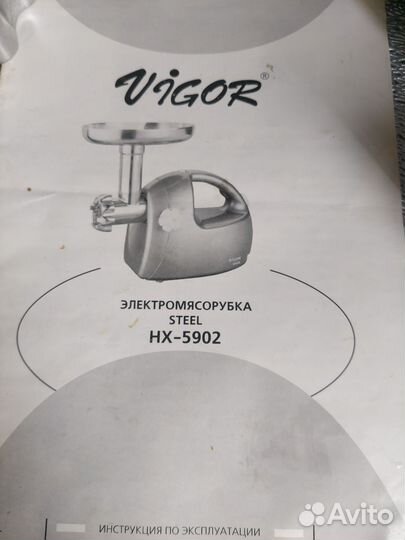 ViGOR®
ЭЛЕКТРОМЯСОРУБКА
STEEL
HX-5902
ИНСТРУКЦИЯ ПО ЭКСПЛУАТАЦИИ
Avito